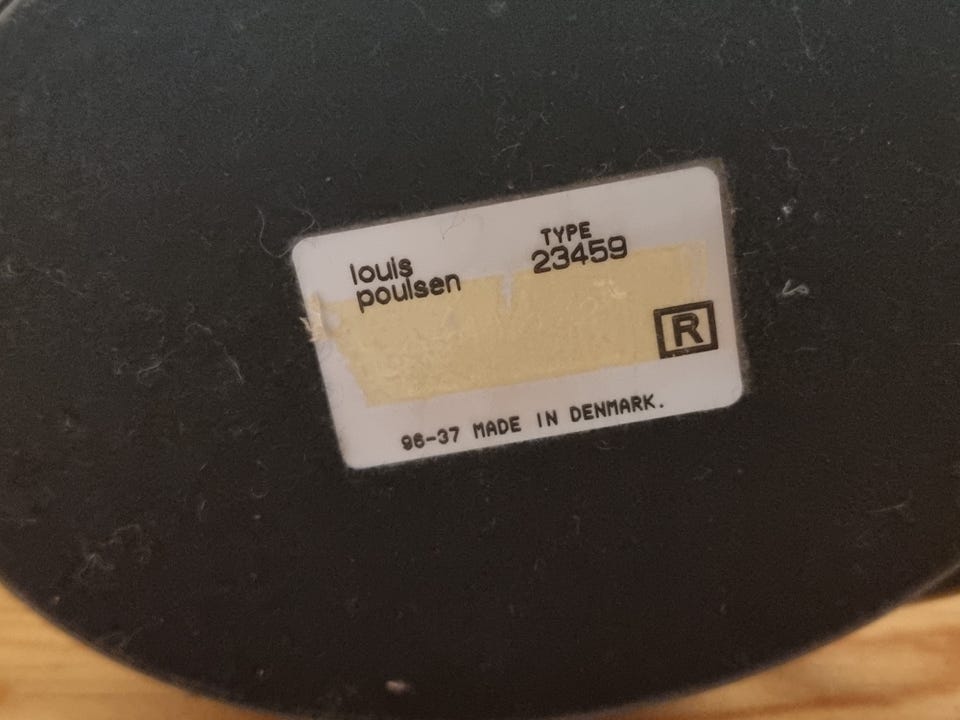 louis
poulsen
TYPE
23459
R
96-37 MADE IN DENMARK.